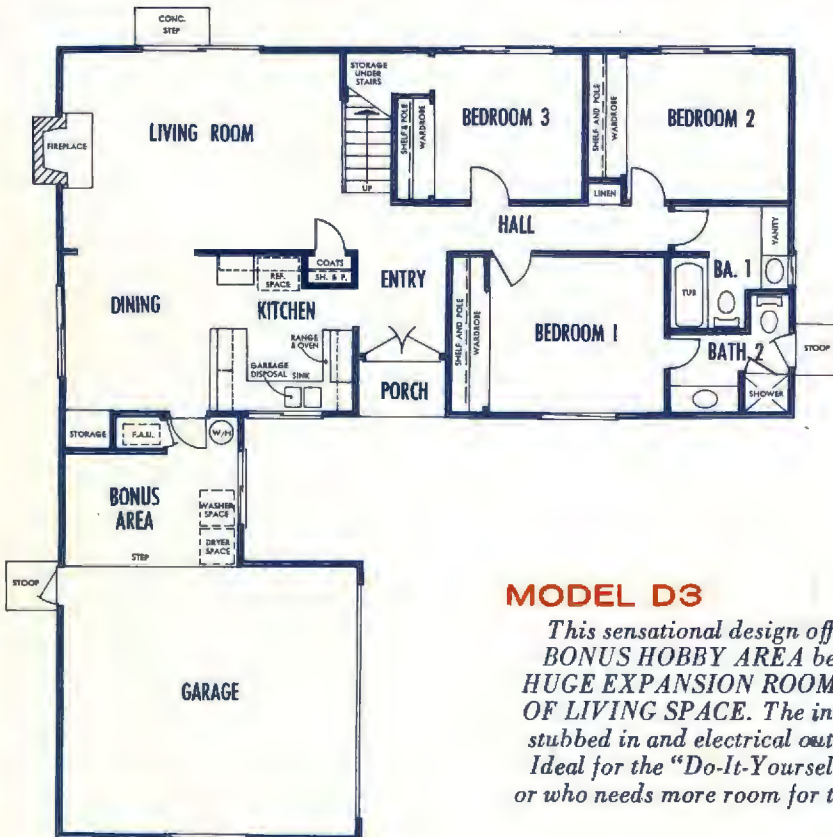 CONC.
STEP
STORAGE
UNDER
STAIRS
LIVING ROOM
FIREPLACE
UP
SHELF & POLE
WARDROBE
BEDROOM 3
SHELF AND POLE
WARDROBE
BEDROOM 2
LINEN
HALL
COATS
SH. & P.
REF.
SPACE
ENTRY
DINING
KITCHEN
RANGE
& OVEN
GARBAGE
DISPOSAL
SINK
PORCH
SHELF AND POLE
WARDROBE
BEDROOM 1
VANITY
BA. 1
TUB
BATH 2
SHOWER
STOOP
STORAGE
F.A.U.
W/H
BONUS
AREA
WASHER
SPACE
DRYER
SPACE
STEP
STOOP
GARAGE
MODEL D3
This sensational design off
BONUS HOBBY AREA be
HUGE EXPANSION ROOM
OF LIVING SPACE. The in
stubbed in and electrical out
Ideal for the “Do-It-Yoursel
or who needs more room for t